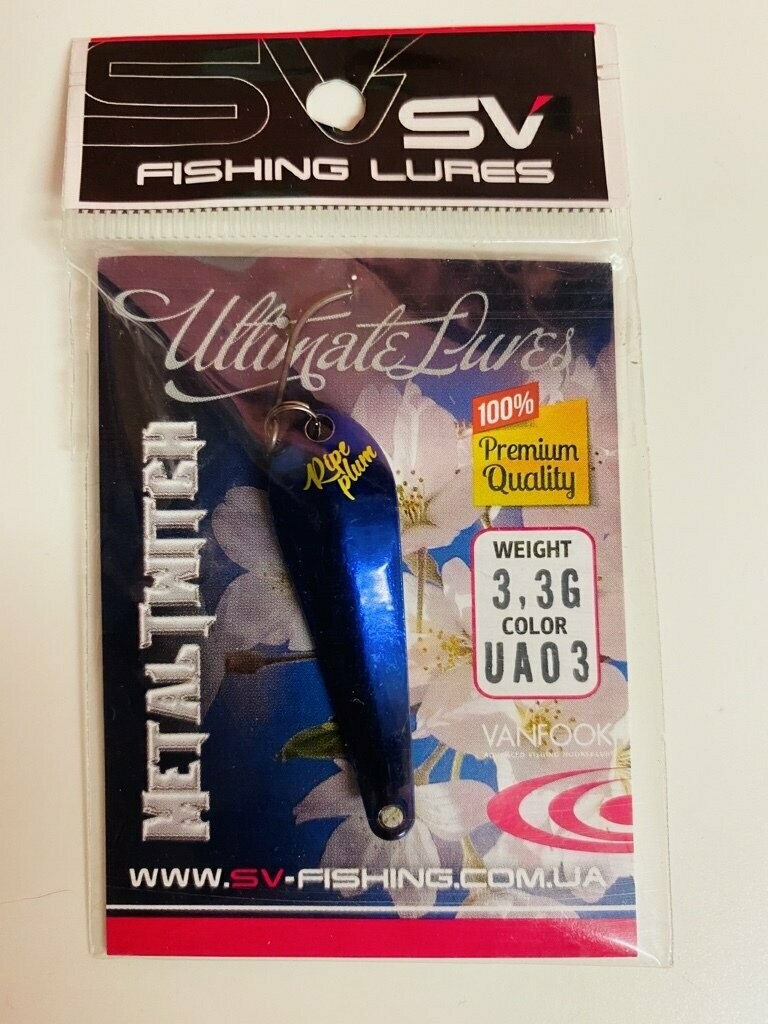 SV
SV
FISHING LURES
Ultimate Lures
100%
Premium
Quality
Ripe
plum
METAL TWITCH
WEIGHT
3,3G
COLOR
UA03
VANFOOK
WWW.SV-FISHING.COM.UA